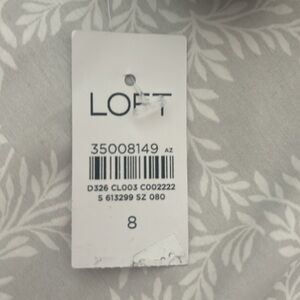 LOFT
35008149 AZ
D326 CL003 C002222
S 613299 SZ 080
8